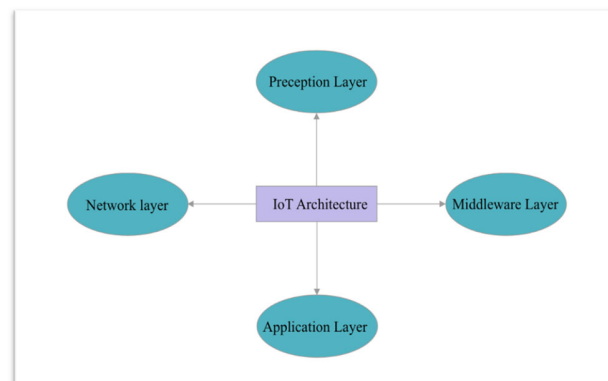 Preception Layer
Network layer
IoT Architecture
Middleware Layer
Application Layer